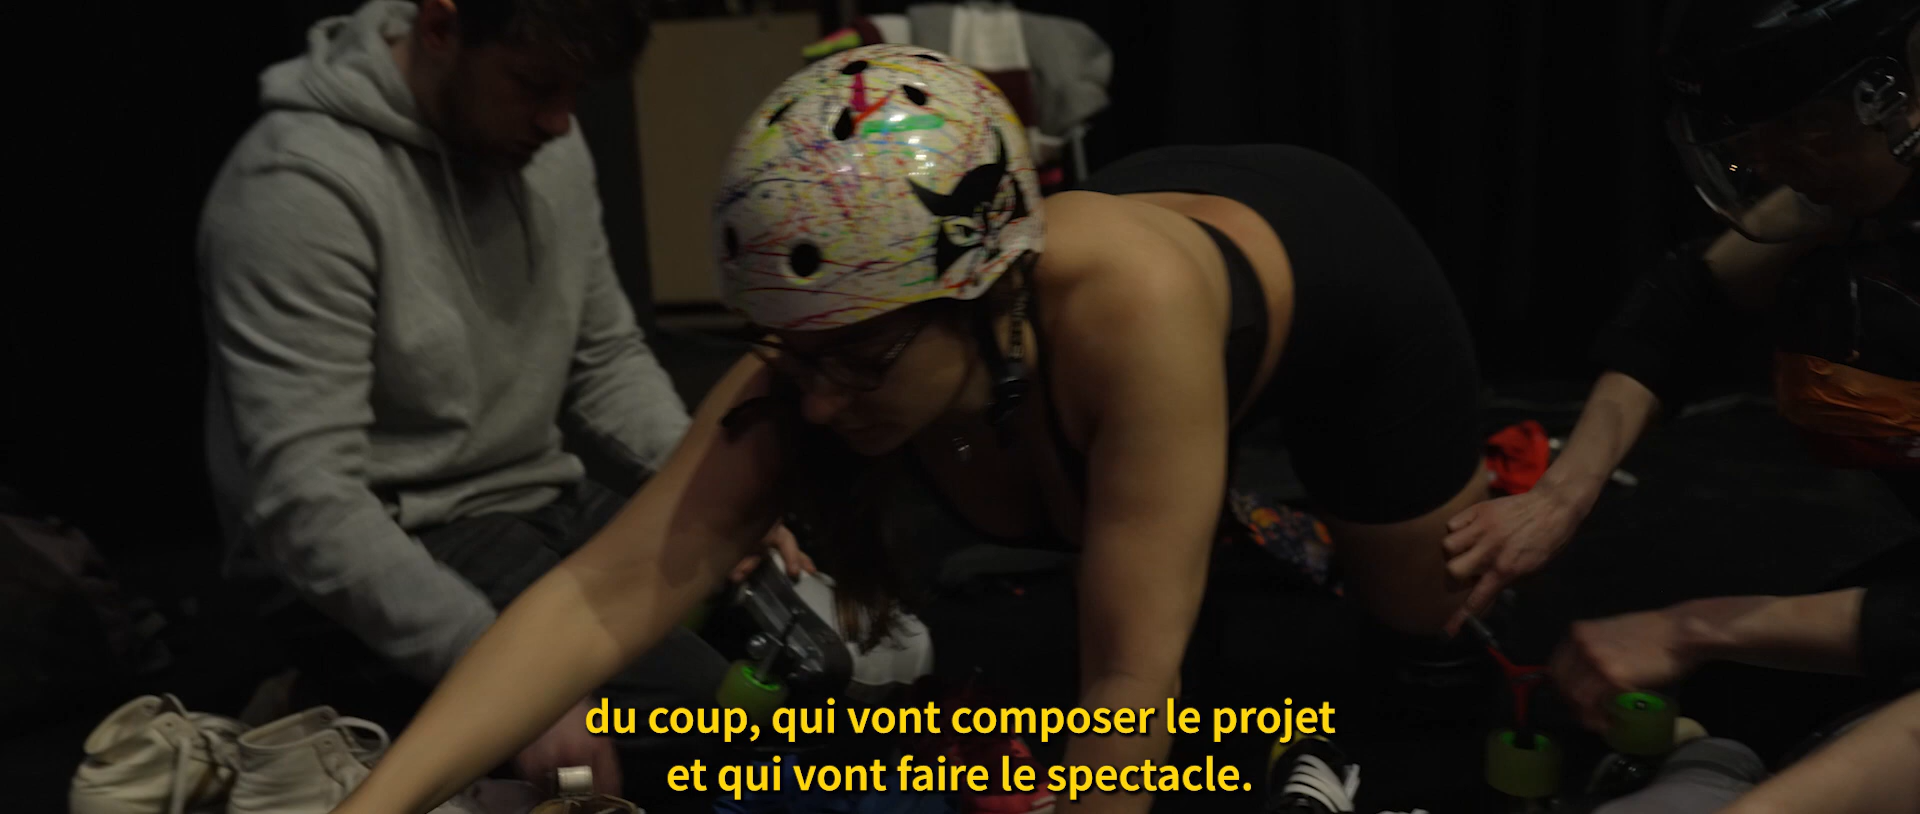 du coup, qui vont composer le projet
et qui vont faire le spectacle.